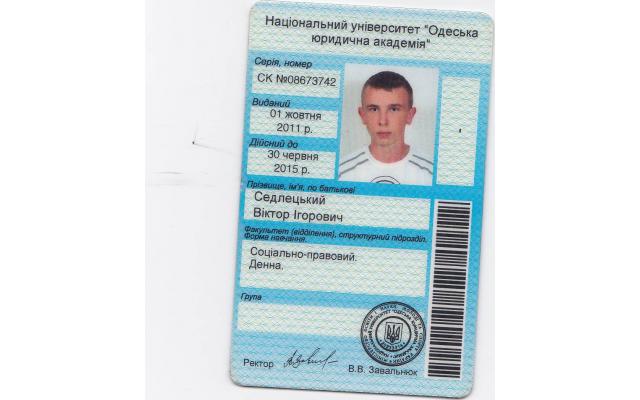 Національний університет "Одеська
юридична академія"
Серія, номер
СК №08673742
Виданий
01 жовтня
2011 р.
Дійсний до
30 червня
2015 р.
Прізвище, ім'я, по батькові
Седлецький
Віктор Ігорович
Факультет (відділення), структурний підрозділ.
Форма навчання.
Соціально-правовий.
Денна.
Група
Ректор
В.В. Завальнюк